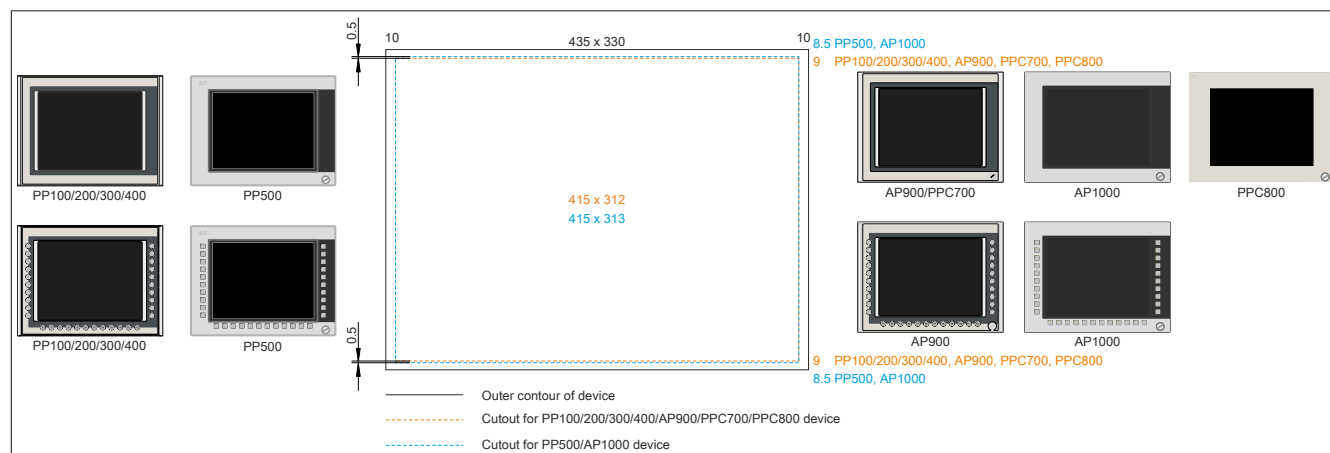 0.5
10
435 x 330
10
8.5 PP500, AP1000
9 PP100/200/300/400, AP900, PPC700, PPC800
PP100/200/300/400
PP500
AP900/PPC700
AP1000
PPC800
415 x 312
415 x 313
PP100/200/300/400
PP500
0.5
AP900
AP1000
9 PP100/200/300/400, AP900, PPC700, PPC800
8.5 PP500, AP1000
Outer contour of device
Cutout for PP100/200/300/400/AP900/PPC700/PPC800 device
Cutout for PP500/AP1000 device